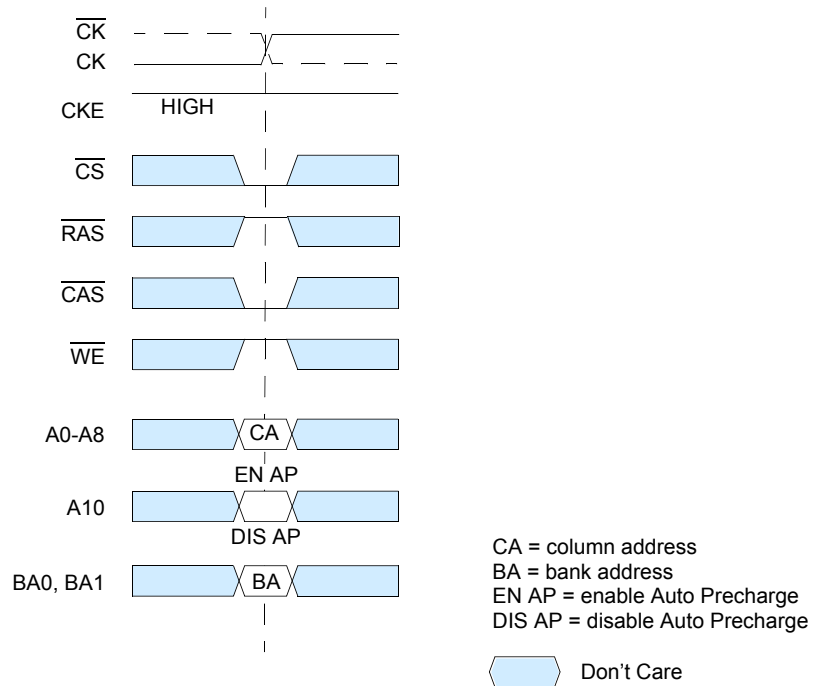 CK
CK
CKE HIGH
CS
RAS
CAS
WE
A0-A8 CA
EN AP
A10
DIS AP
BA0, BA1 BA
CA = column address
BA = bank address
EN AP = enable Auto Precharge
DIS AP = disable Auto Precharge
Don't Care